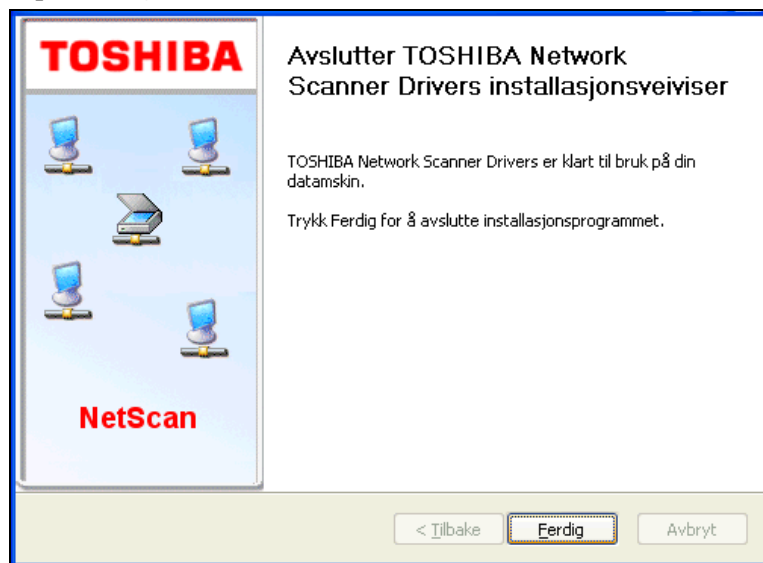 TOSHIBA
NetScan
Avslutter TOSHIBA Network
Scanner Drivers installasjonsveiviser
TOSHIBA Network Scanner Drivers er klart til bruk på din
datamskin.
Trykk Ferdig for å avslutte installasjonsprogrammet.
< Tilbake
Ferdig
Avbryt